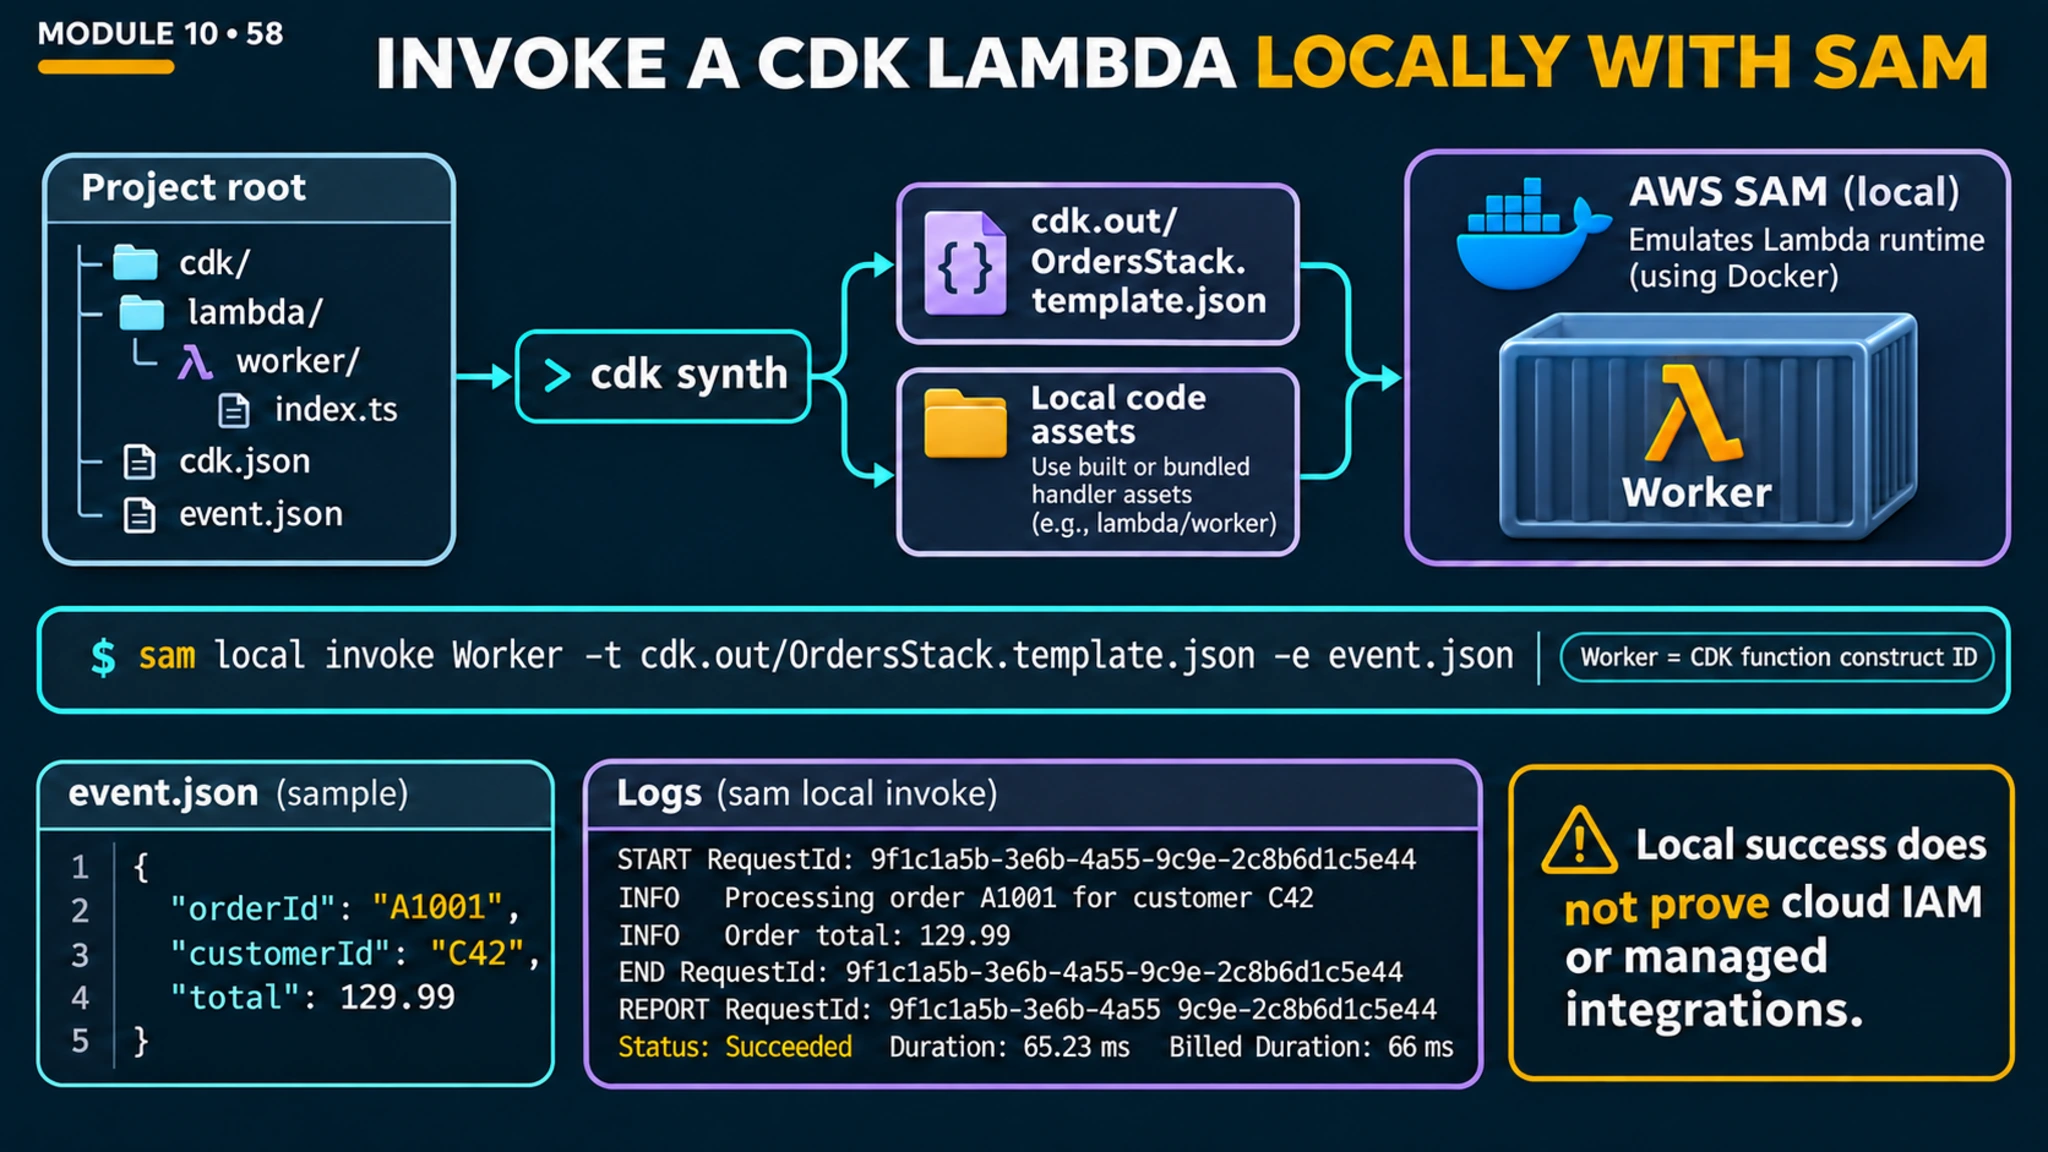 MODULE 10 • 58
INVOKE A CDK LAMBDA LOCALLY WITH SAM
Project root
cdk/
lambda/
worker/
index.ts
cdk.json
event.json
> cdk synth
{}
cdk.out/
OrdersStack.
template.json
Local code
assets
Use built or bundled
handler assets
(e.g., lambda/worker)
AWS SAM (local)
Emulates Lambda runtime
(using Docker)
Worker
$ sam local invoke Worker -t cdk.out/OrdersStack.template.json -e event.json
Worker = CDK function construct ID
event.json (sample)
1 {
2 "orderId": "A1001",
3 "customerId": "C42",
4 "total": 129.99
5 }
Logs (sam local invoke)
START RequestId: 9f1c1a5b-3e6b-4a55-9c9e-2c8b6d1c5e44
INFO Processing order A1001 for customer C42
INFO Order total: 129.99
END RequestId: 9f1c1a5b-3e6b-4a55-9c9e-2c8b6d1c5e44
REPORT RequestId: 9f1c1a5b-3e6b-4a55 9c9e-2c8b6d1c5e44
Status: Succeeded Duration: 65.23 ms Billed Duration: 66 ms
Local success does
not prove cloud IAM
or managed
integrations.